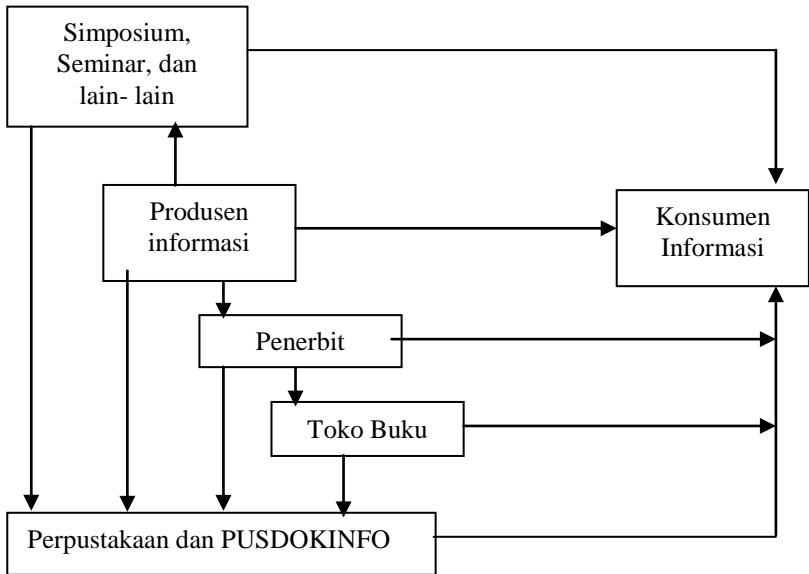 Simposium,
Seminar, dan
lain- lain
Produsen
informasi
Konsumen
Informasi
Penerbit
Toko Buku
Perpustakaan dan PUSDOKINFO